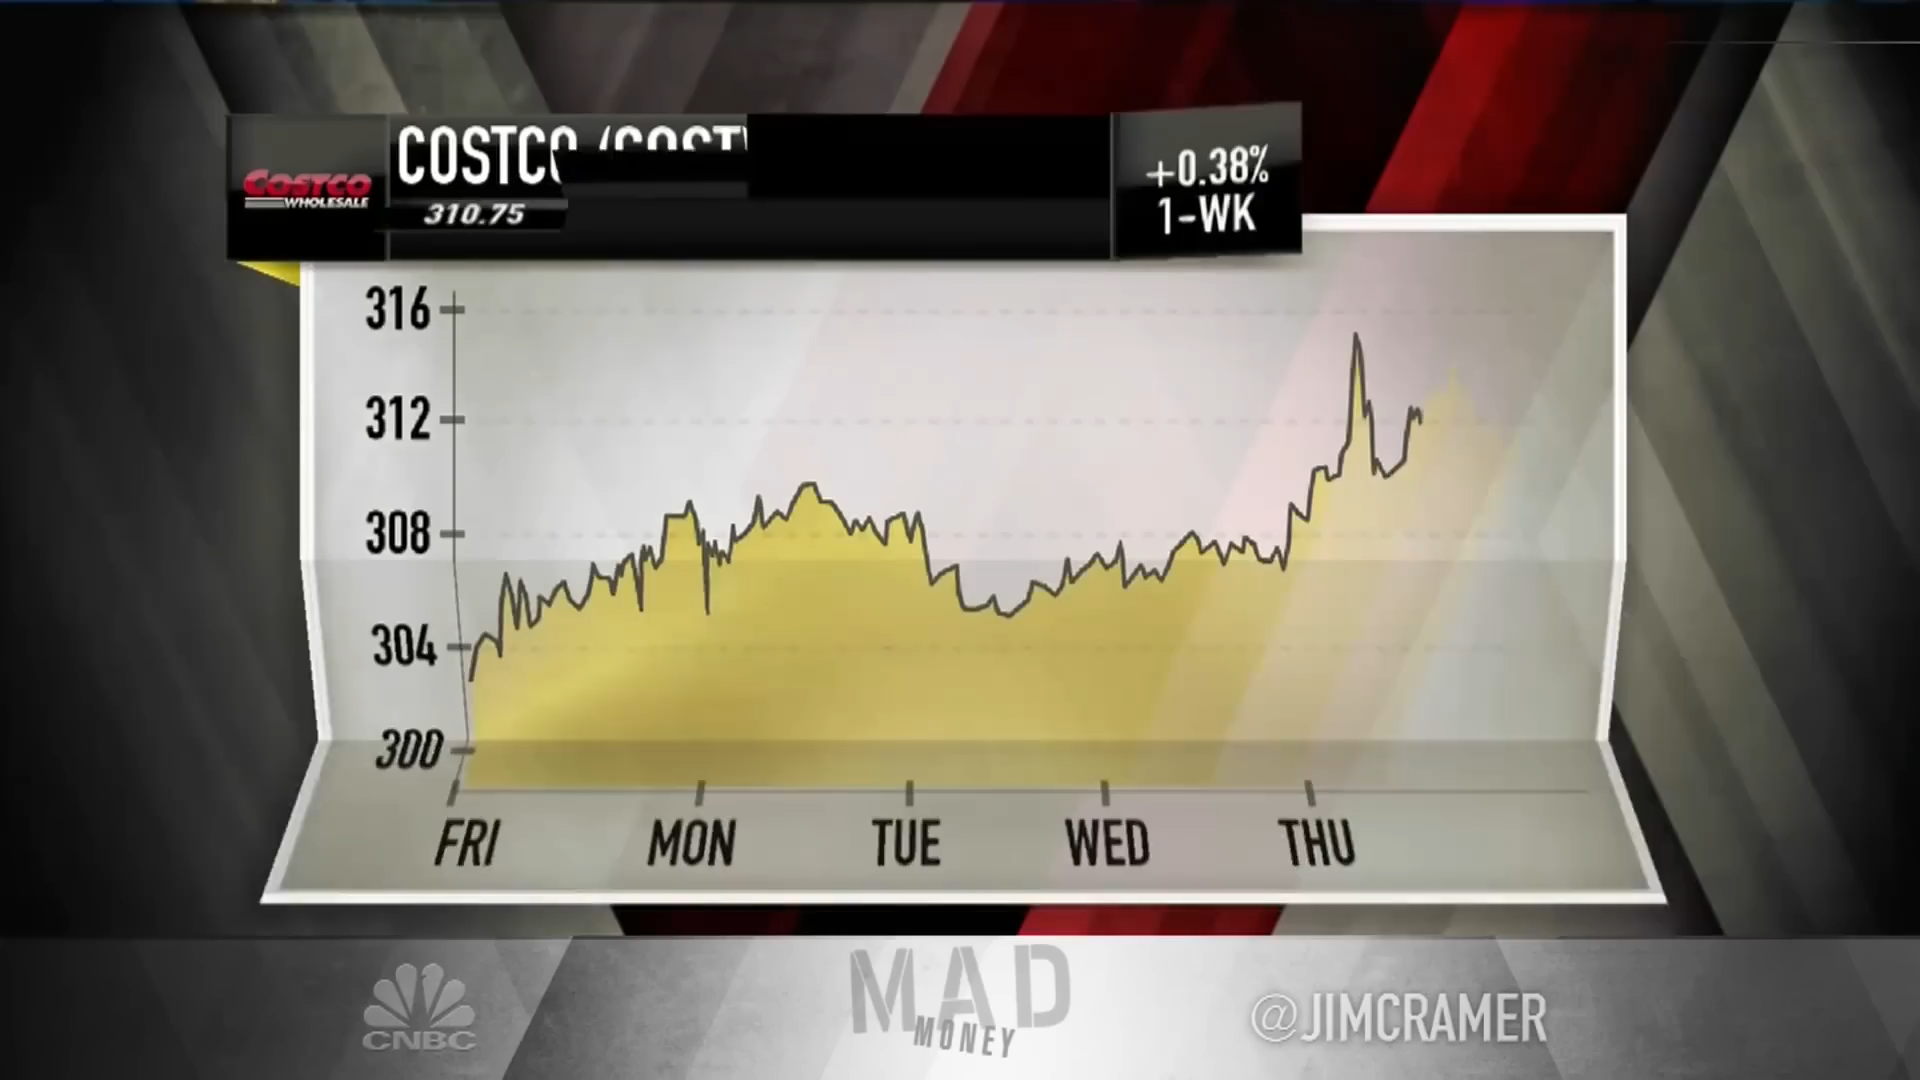 COSTCO
WHOLESALE
COSTCO (COST)
310.75
+0.38%
1-WK
316
312
308
304
300
FRI MON TUE WED THU
CNBC
MAD
MONEY
@JIMCRAMER